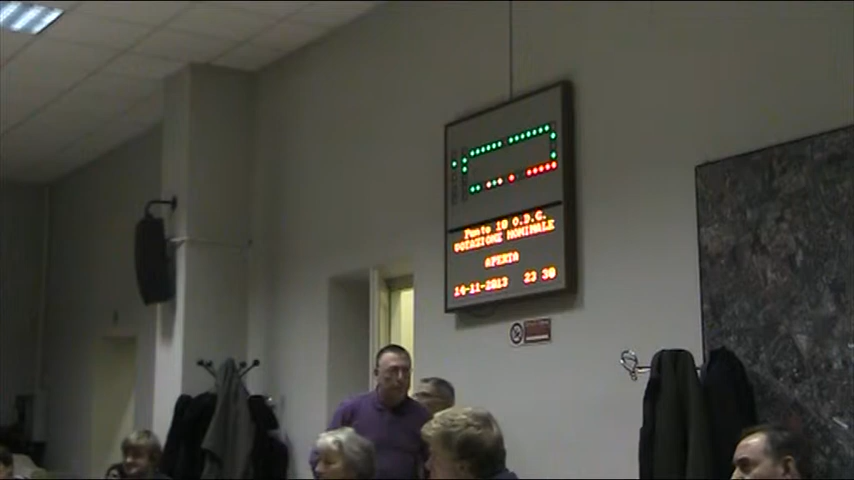 Punto 10 O.D.G.
VOTAZIONE NOMINALE
APERTA
14-11-2013 23 30